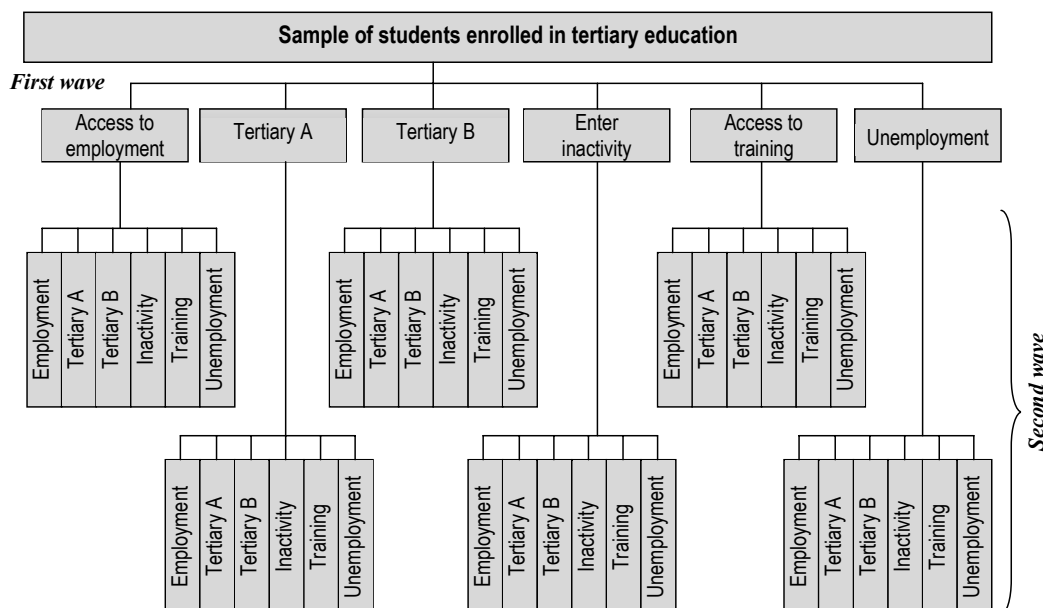 Sample of students enrolled in tertiary education
First wave
Access to
employment
Tertiary A
Tertiary B
Enter
inactivity
Access to
training
Unemployment
Employment
Tertiary A
Tertiary B
Inactivity
Training
Unemployment
Employment
Tertiary A
Tertiary B
Inactivity
Training
Unemployment
Employment
Tertiary A
Tertiary B
Inactivity
Training
Unemployment
Second wave
Employment
Tertiary A
Tertiary B
Inactivity
Training
Unemployment
Employment
Tertiary A
Tertiary B
Inactivity
Training
Unemployment
Employment
Tertiary A
Tertiary B
Inactivity
Training
Unemployment